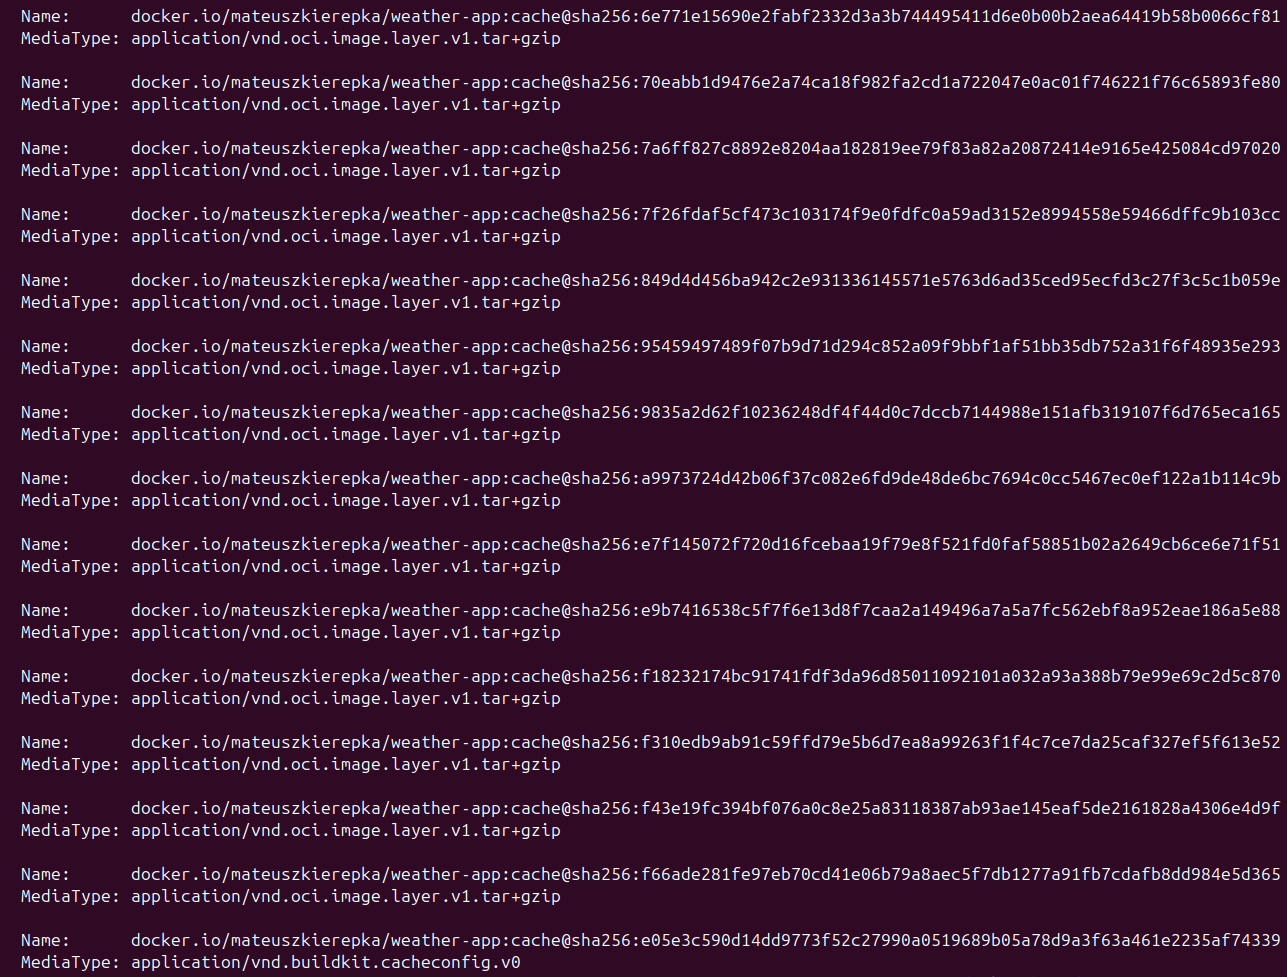 Name:      docker.io/mateuszkierepka/weather-app:cache@sha256:6e771e15690e2fabf2332d3a3b744495411d6e0b00b2aea64419b58b0066cf81
MediaType: application/vnd.oci.image.layer.v1.tar+gzip
Name:      docker.io/mateuszkierepka/weather-app:cache@sha256:70eabb1d9476e2a74ca18f982fa2cd1a722047e0ac01f746221f76c65893fe80
MediaType: application/vnd.oci.image.layer.v1.tar+gzip
Name:      docker.io/mateuszkierepka/weather-app:cache@sha256:7a6ff827c8892e8204aa182819ee79f83a82a20872414e9165e425084cd97020
MediaType: application/vnd.oci.image.layer.v1.tar+gzip
Name:      docker.io/mateuszkierepka/weather-app:cache@sha256:7f26fdaf5cf473c103174f9e0fdfc0a59ad3152e8994558e59466dffc9b103cc
MediaType: application/vnd.oci.image.layer.v1.tar+gzip
Name:      docker.io/mateuszkierepka/weather-app:cache@sha256:849d4d456ba942c2e931336145571e5763d6ad35ced95ecfd3c27f3c5c1b059e
MediaType: application/vnd.oci.image.layer.v1.tar+gzip
Name:      docker.io/mateuszkierepka/weather-app:cache@sha256:95459497489f07b9d71d294c852a09f9bbf1af51bb35db752a31f6f48935e293
MediaType: application/vnd.oci.image.layer.v1.tar+gzip
Name:      docker.io/mateuszkierepka/weather-app:cache@sha256:9835a2d62f10236248df4f44d0c7dccb7144988e151afb319107f6d765eca165
MediaType: application/vnd.oci.image.layer.v1.tar+gzip
Name:      docker.io/mateuszkierepka/weather-app:cache@sha256:a9973724d42b06f37c082e6fd9de48de6bc7694c0cc5467ec0ef122a1b114c9b
MediaType: application/vnd.oci.image.layer.v1.tar+gzip
Name:      docker.io/mateuszkierepka/weather-app:cache@sha256:e7f145072f720d16fcebaa19f79e8f521fd0faf58851b02a2649cb6ce6e71f51
MediaType: application/vnd.oci.image.layer.v1.tar+gzip
Name:      docker.io/mateuszkierepka/weather-app:cache@sha256:e9b7416538c5f7f6e13d8f7caa2a149496a7a5a7fc562ebf8a952eae186a5e88
MediaType: application/vnd.oci.image.layer.v1.tar+gzip
Name:      docker.io/mateuszkierepka/weather-app:cache@sha256:f18232174bc91741fdf3da96d85011092101a032a93a388b79e99e69c2d5c870
MediaType: application/vnd.oci.image.layer.v1.tar+gzip
Name:      docker.io/mateuszkierepka/weather-app:cache@sha256:f310edb9ab91c59ffd79e5b6d7ea8a99263f1f4c7ce7da25caf327ef5f613e52
MediaType: application/vnd.oci.image.layer.v1.tar+gzip
Name:      docker.io/mateuszkierepka/weather-app:cache@sha256:f43e19fc394bf076a0c8e25a83118387ab93ae145eaf5de2161828a4306e4d9f
MediaType: application/vnd.oci.image.layer.v1.tar+gzip
Name:      docker.io/mateuszkierepka/weather-app:cache@sha256:f66ade281fe97eb70cd41e06b79a8aec5f7db1277a91fb7cdafb8dd984e5d365
MediaType: application/vnd.oci.image.layer.v1.tar+gzip
Name:      docker.io/mateuszkierepka/weather-app:cache@sha256:e05e3c590d14dd9773f52c27990a0519689b05a78d9a3f63a461e2235af74339
MediaType: application/vnd.buildkit.cacheconfig.v0